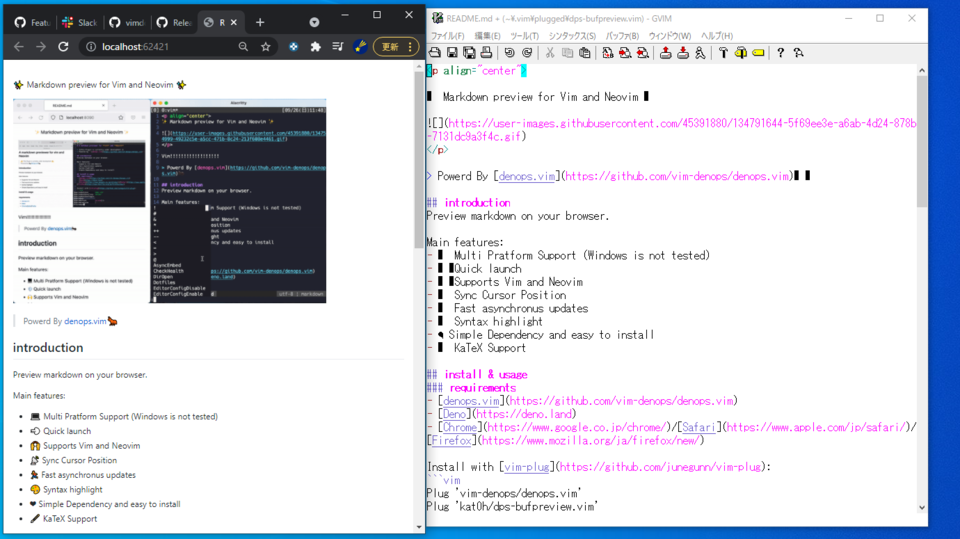 Featu
Slack
vimdo
Relea
R
localhost:62421
更新
Markdown preview for Vim and Neovim
Powerd By denops.vim
introduction
Preview markdown on your browser.
Main features:
Multi Pratform Support (Windows is not tested)
Quick launch
Supports Vim and Neovim
Sync Cursor Position
Fast asynchronus updates
Syntax highlight
Simple Dependency and easy to install
KaTeX Support
README.md + (~¥.vim¥plugged¥dps-bufpreview.vim) - GVIM
ファイル(F) 編集(E) ツール(T) シンタックス(S) バッファ(B) ウィンドウ(W) ヘルプ(H)
<p align="center">
Markdown preview for Vim and Neovim
![](https://user-images.githubusercontent.com/45391880/134791644-5f69ee3e-a6ab-4d24-878b
-7131dc9a3f4c.gif)
</p>
> Powerd By [denops.vim](https://github.com/vim-denops/denops.vim)
## introduction
Preview markdown on your browser.
Main features:
- Multi Pratform Support (Windows is not tested)
- Quick launch
- Supports Vim and Neovim
- Sync Cursor Position
- Fast asynchronus updates
- Syntax highlight
- Simple Dependency and easy to install
- KaTeX Support
## install & usage
### requirements
- [denops.vim](https://github.com/vim-denops/denops.vim)
- [Deno](https://deno.land)
- [Chrome](https://www.google.co.jp/chrome/)/[Safari](https://www.apple.com/jp/safari/)/
[Firefox](https://www.mozilla.org/ja/firefox/new/)
Install with [vim-plug](https://github.com/junegunn/vim-plug):
```vim
Plug 'vim-denops/denops.vim'
Plug 'kat0h/dps-bufpreview.vim'